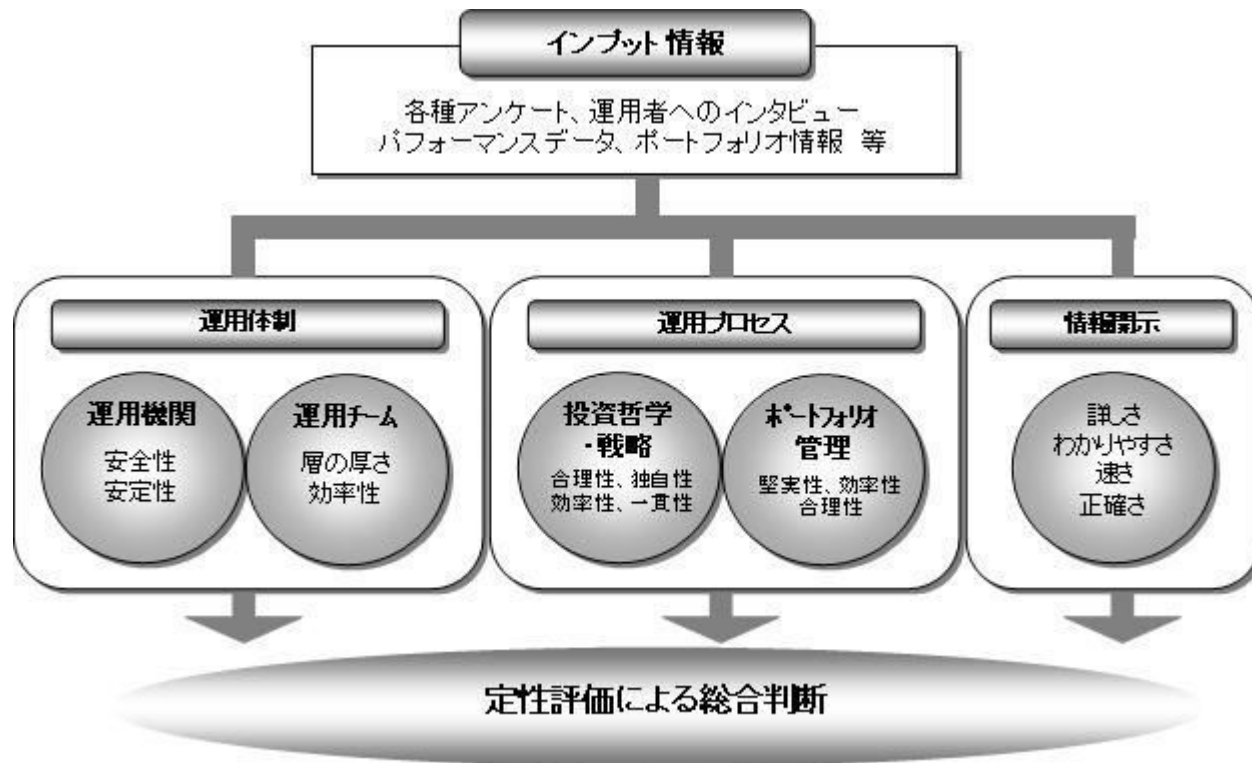 インプット情報
各種アンケート、運用者へのインタビュー
パフォーマンスデータ、ポートフォリオ情報 等
運用体制
運用機関
安全性
安定性
運用チーム
層の厚さ
効率性
運用プロセス
投資哲学
・戦略
合理性、独自性
効率性、一貫性
ポートフォリオ
管理
堅実性、効率性
合理性
情報開示
詳しさ
わかりやすさ
速さ
正確さ
定性評価による総合判断